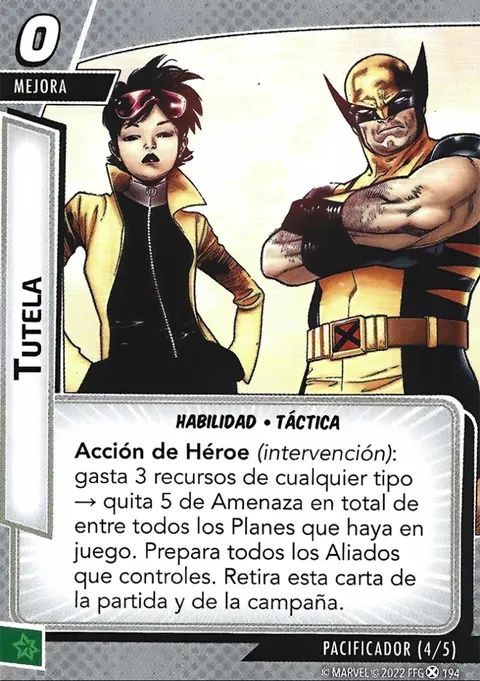 0
MEJORA
TUTELA
HABILIDAD • TÁCTICA
Acción de Héroe (intervención):
gasta 3 recursos de cualquier tipo
→ quita 5 de Amenaza en total de
entre todos los Planes que haya en
juego. Prepara todos los Aliados
que controles. Retira esta carta de
la partida y de la campaña.
PACIFICADOR (4/5)
© MARVEL © 2022 FFG 194